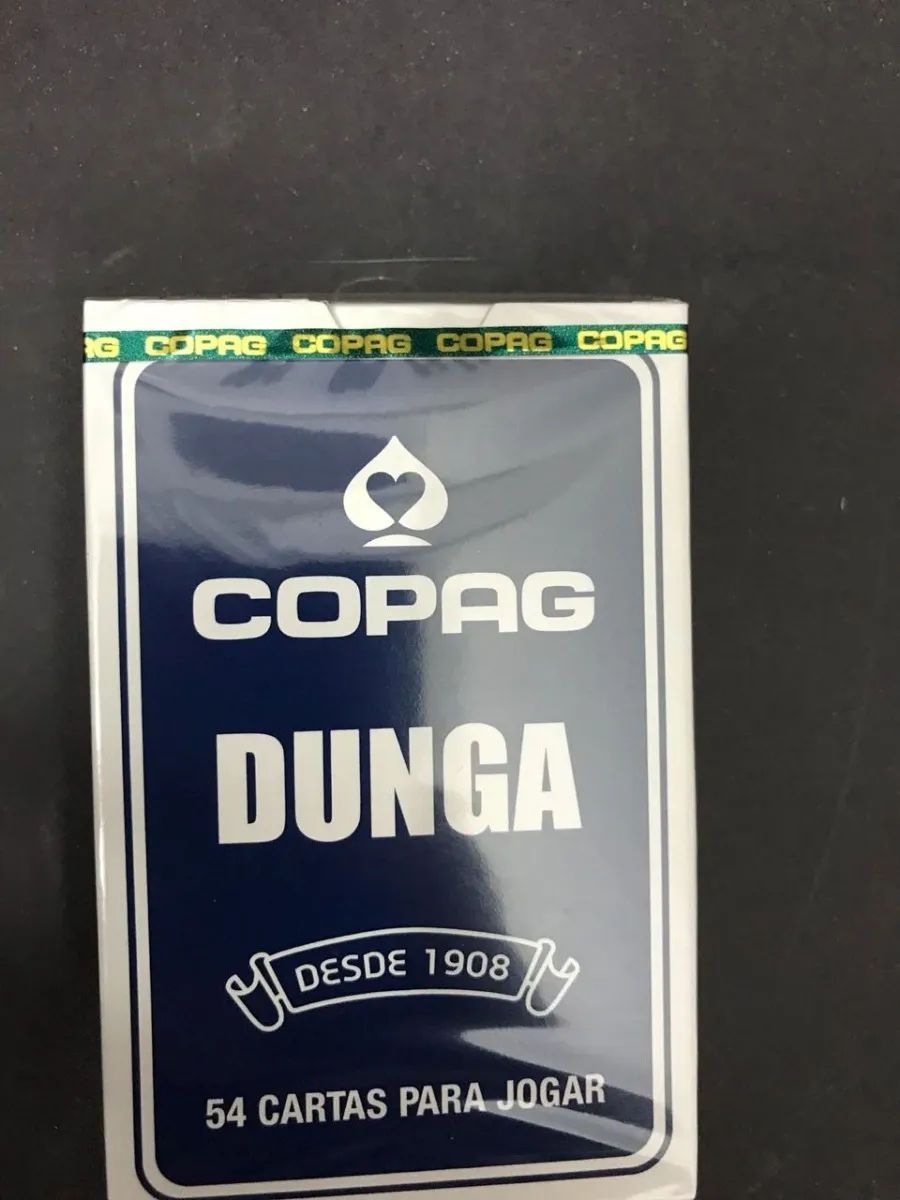 COPAG COPAG COPAG COPAG
COPAG
DUNGA
DESDE 1908
54 CARTAS PARA JOGAR